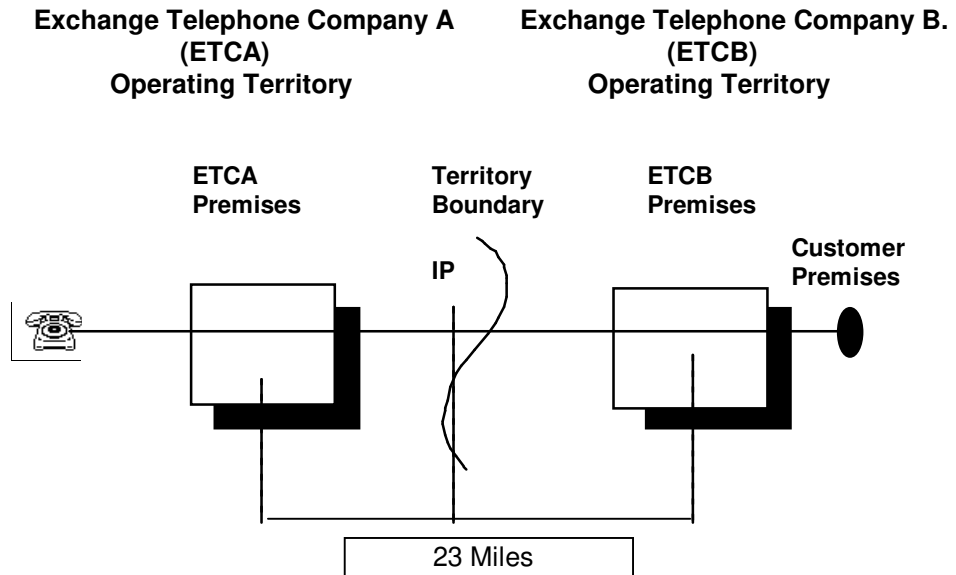 Exchange Telephone Company A
(ETCA)
Operating Territory
Exchange Telephone Company B.
(ETCB)
Operating Territory
ETCA
Premises
Territory
Boundary
ETCB
Premises
IP
Customer
Premises
23 Miles